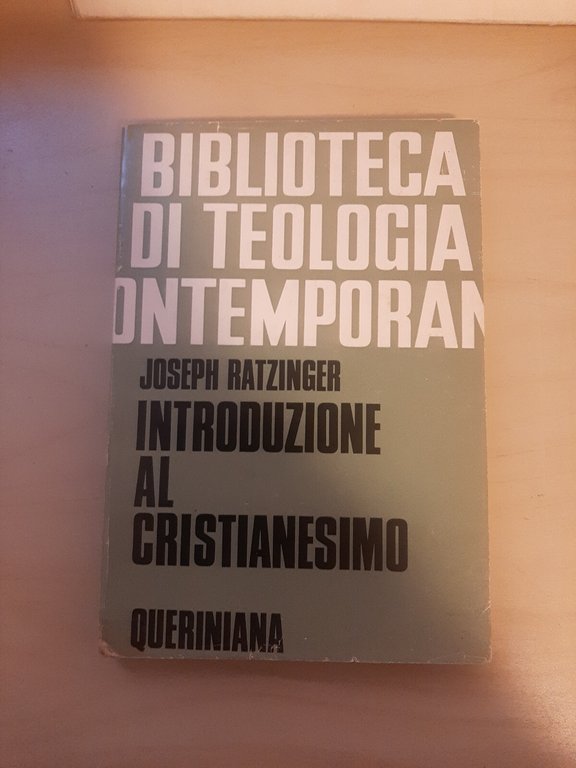 BIBLIOTECA
DI TEOLOGIA
ONTEMPORAN
JOSEPH RATZINGER
INTRODUZIONE
AL
CRISTIANESIMO
QUERINIANA